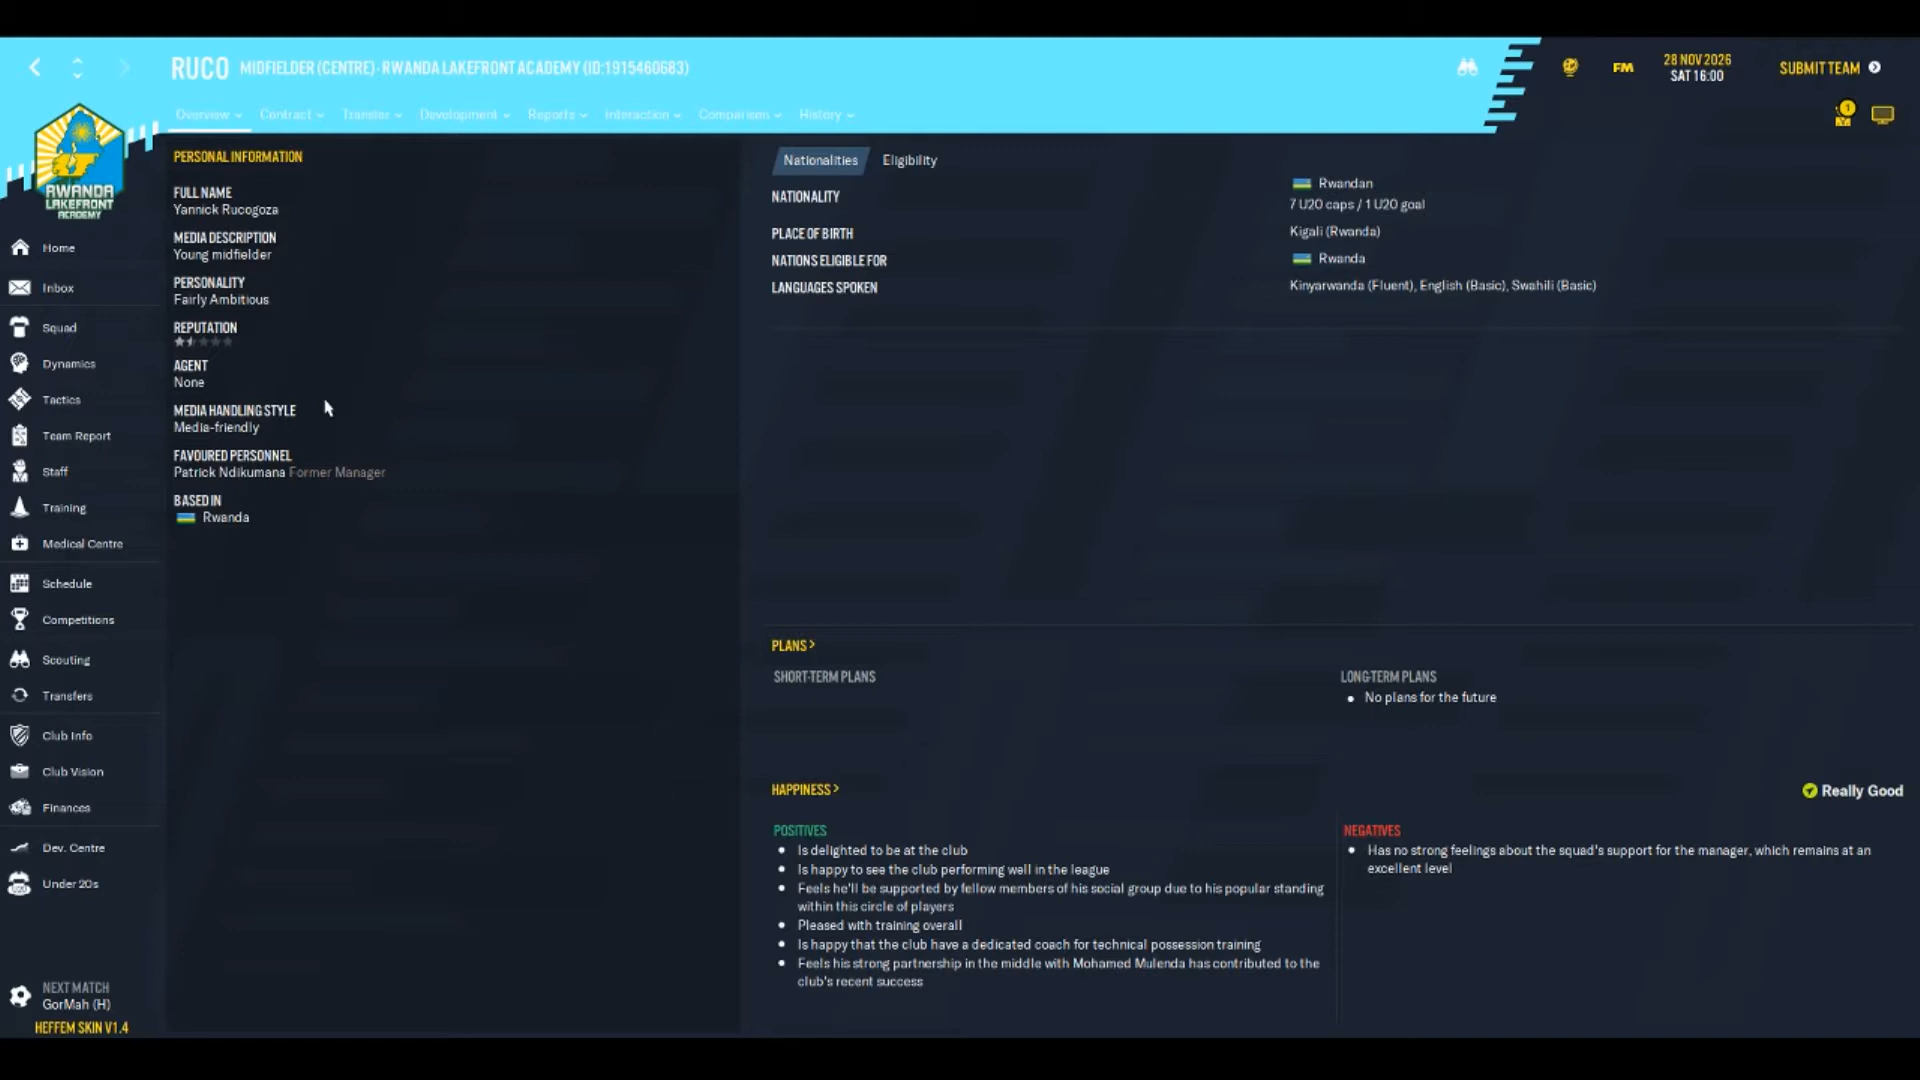 RUCO MIDFIELDER (CENTRE) - RWANDA LAKEFRONT ACADEMY (ID:1915460683)
FM
28 NOV 2026
SAT 16:00
SUBMIT TEAM
Overview Contract Transfer Development Reports Interaction Comparison History
1
RWANDA
LAKEFRONT
ACADEMY
Home
Inbox
Squad
Dynamics
Tactics
Team Report
Staff
Training
Medical Centre
Schedule
Competitions
Scouting
Transfers
Club Info
Club Vision
Finances
Dev. Centre
Under 20s
NEXT MATCH
GorMah (H)
HEFFEM SKIN V1.4
PERSONAL INFORMATION
FULL NAME
Yannick Rucogoza
MEDIA DESCRIPTION
Young midfielder
PERSONALITY
Fairly Ambitious
REPUTATION
AGENT
None
MEDIA HANDLING STYLE
Media-friendly
FAVOURED PERSONNEL
Patrick Ndikumana Former Manager
BASED IN
Rwanda
Nationalities Eligibility
NATIONALITY
Rwandan
7 U20 caps / 1 U20 goal
PLACE OF BIRTH
Kigali (Rwanda)
NATIONS ELIGIBLE FOR
Rwanda
LANGUAGES SPOKEN
Kinyarwanda (Fluent), English (Basic), Swahili (Basic)
PLANS >
SHORT-TERM PLANS
LONG-TERM PLANS
No plans for the future
HAPPINESS >
Really Good
POSITIVES
Is delighted to be at the club
Is happy to see the club performing well in the league
Feels he'll be supported by fellow members of his social group due to his popular standing
within this circle of players
Pleased with training overall
Is happy that the club have a dedicated coach for technical possession training
Feels his strong partnership in the middle with Mohamed Mulenda has contributed to the
club's recent success
NEGATIVES
Has no strong feelings about the squad's support for the manager, which remains at an
excellent level